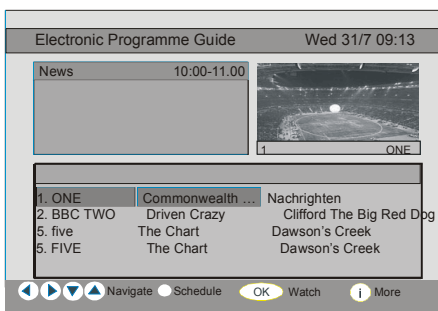 Electronic Programme Guide Wed 31/7 09:13
News 10:00-11.00
1 ONE
1. ONE Commonwealth ... Nachrighten
2. BBC TWO Driven Crazy Clifford The Big Red Dog
5. five The Chart Dawson's Creek
5. FIVE The Chart Dawson's Creek
Navigate Schedule OK Watch i More